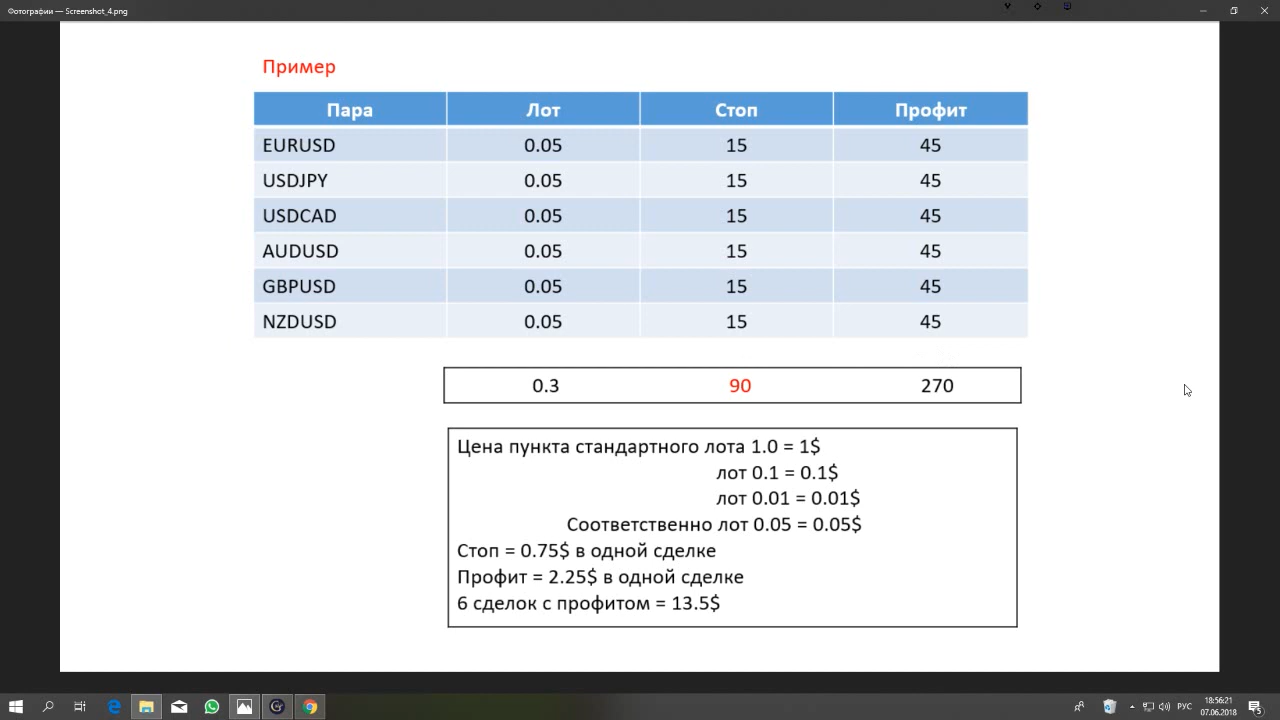 Фотографии — Screenshot_4.png
Пример
Пара Лот Стоп Профит
EURUSD 0.05 15 45
USDJPY 0.05 15 45
USDCAD 0.05 15 45
AUDUSD 0.05 15 45
GBPUSD 0.05 15 45
NZDUSD 0.05 15 45
0.3 90 270
Цена пункта стандартного лота 1.0 = 1$
лот 0.1 = 0.1$
лот 0.01 = 0.01$
Соответственно лот 0.05 = 0.05$
Стоп = 0.75$ в одной сделке
Профит = 2.25$ в одной сделке
6 сделок с профитом = 13.5$
РУС
18:56:21
07.06.2018
5